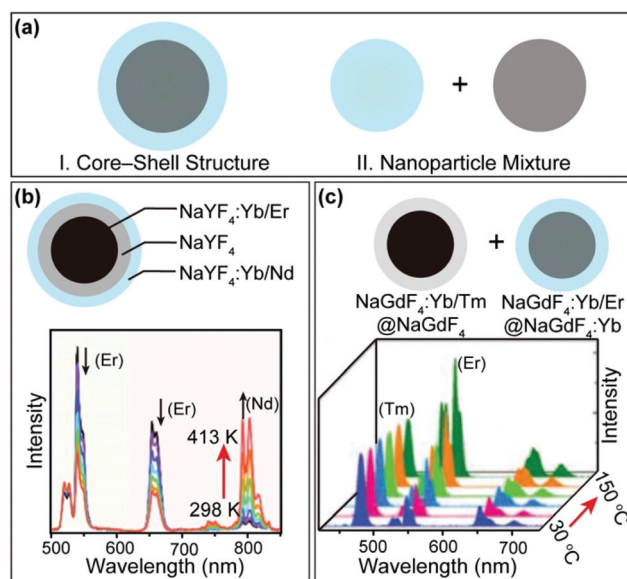 (a)
+
I. Core–Shell Structure
II. Nanoparticle Mixture
(b)
NaYF₄:Yb/Er
NaYF₄
NaYF₄:Yb/Nd
(Er)
(Er)
(Nd)
413 K
298 K
Intensity
500 600 700 800
Wavelength (nm)
(c)
+
NaGdF₄:Yb/Tm
@NaGdF₄
NaGdF₄:Yb/Er
@NaGdF₄:Yb
(Er)
(Tm)
Intensity
150 °C
30 °C
500 600 700
Wavelength (nm)